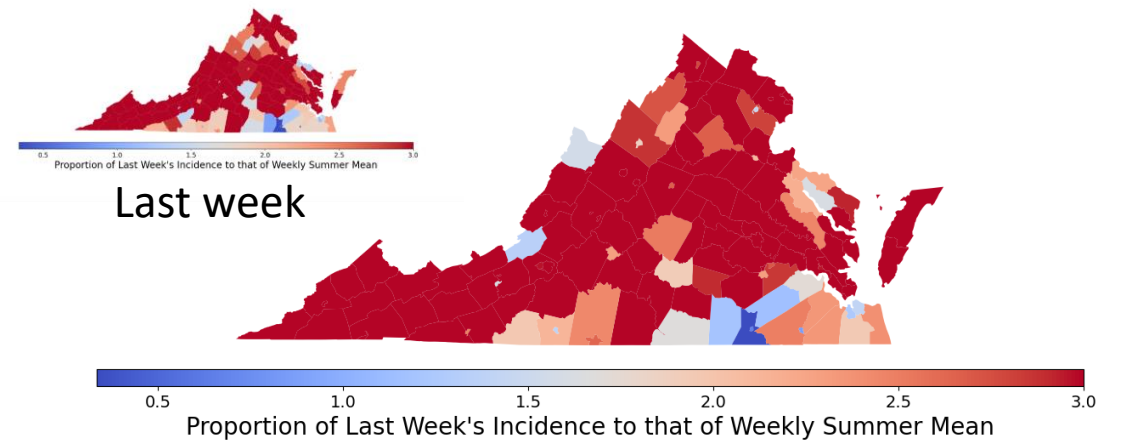 0.5 1.0 1.5 2.0 2.5 3.0
Proportion of Last Week's Incidence to that of Weekly Summer Mean
Last week
0.5 1.0 1.5 2.0 2.5 3.0
Proportion of Last Week's Incidence to that of Weekly Summer Mean